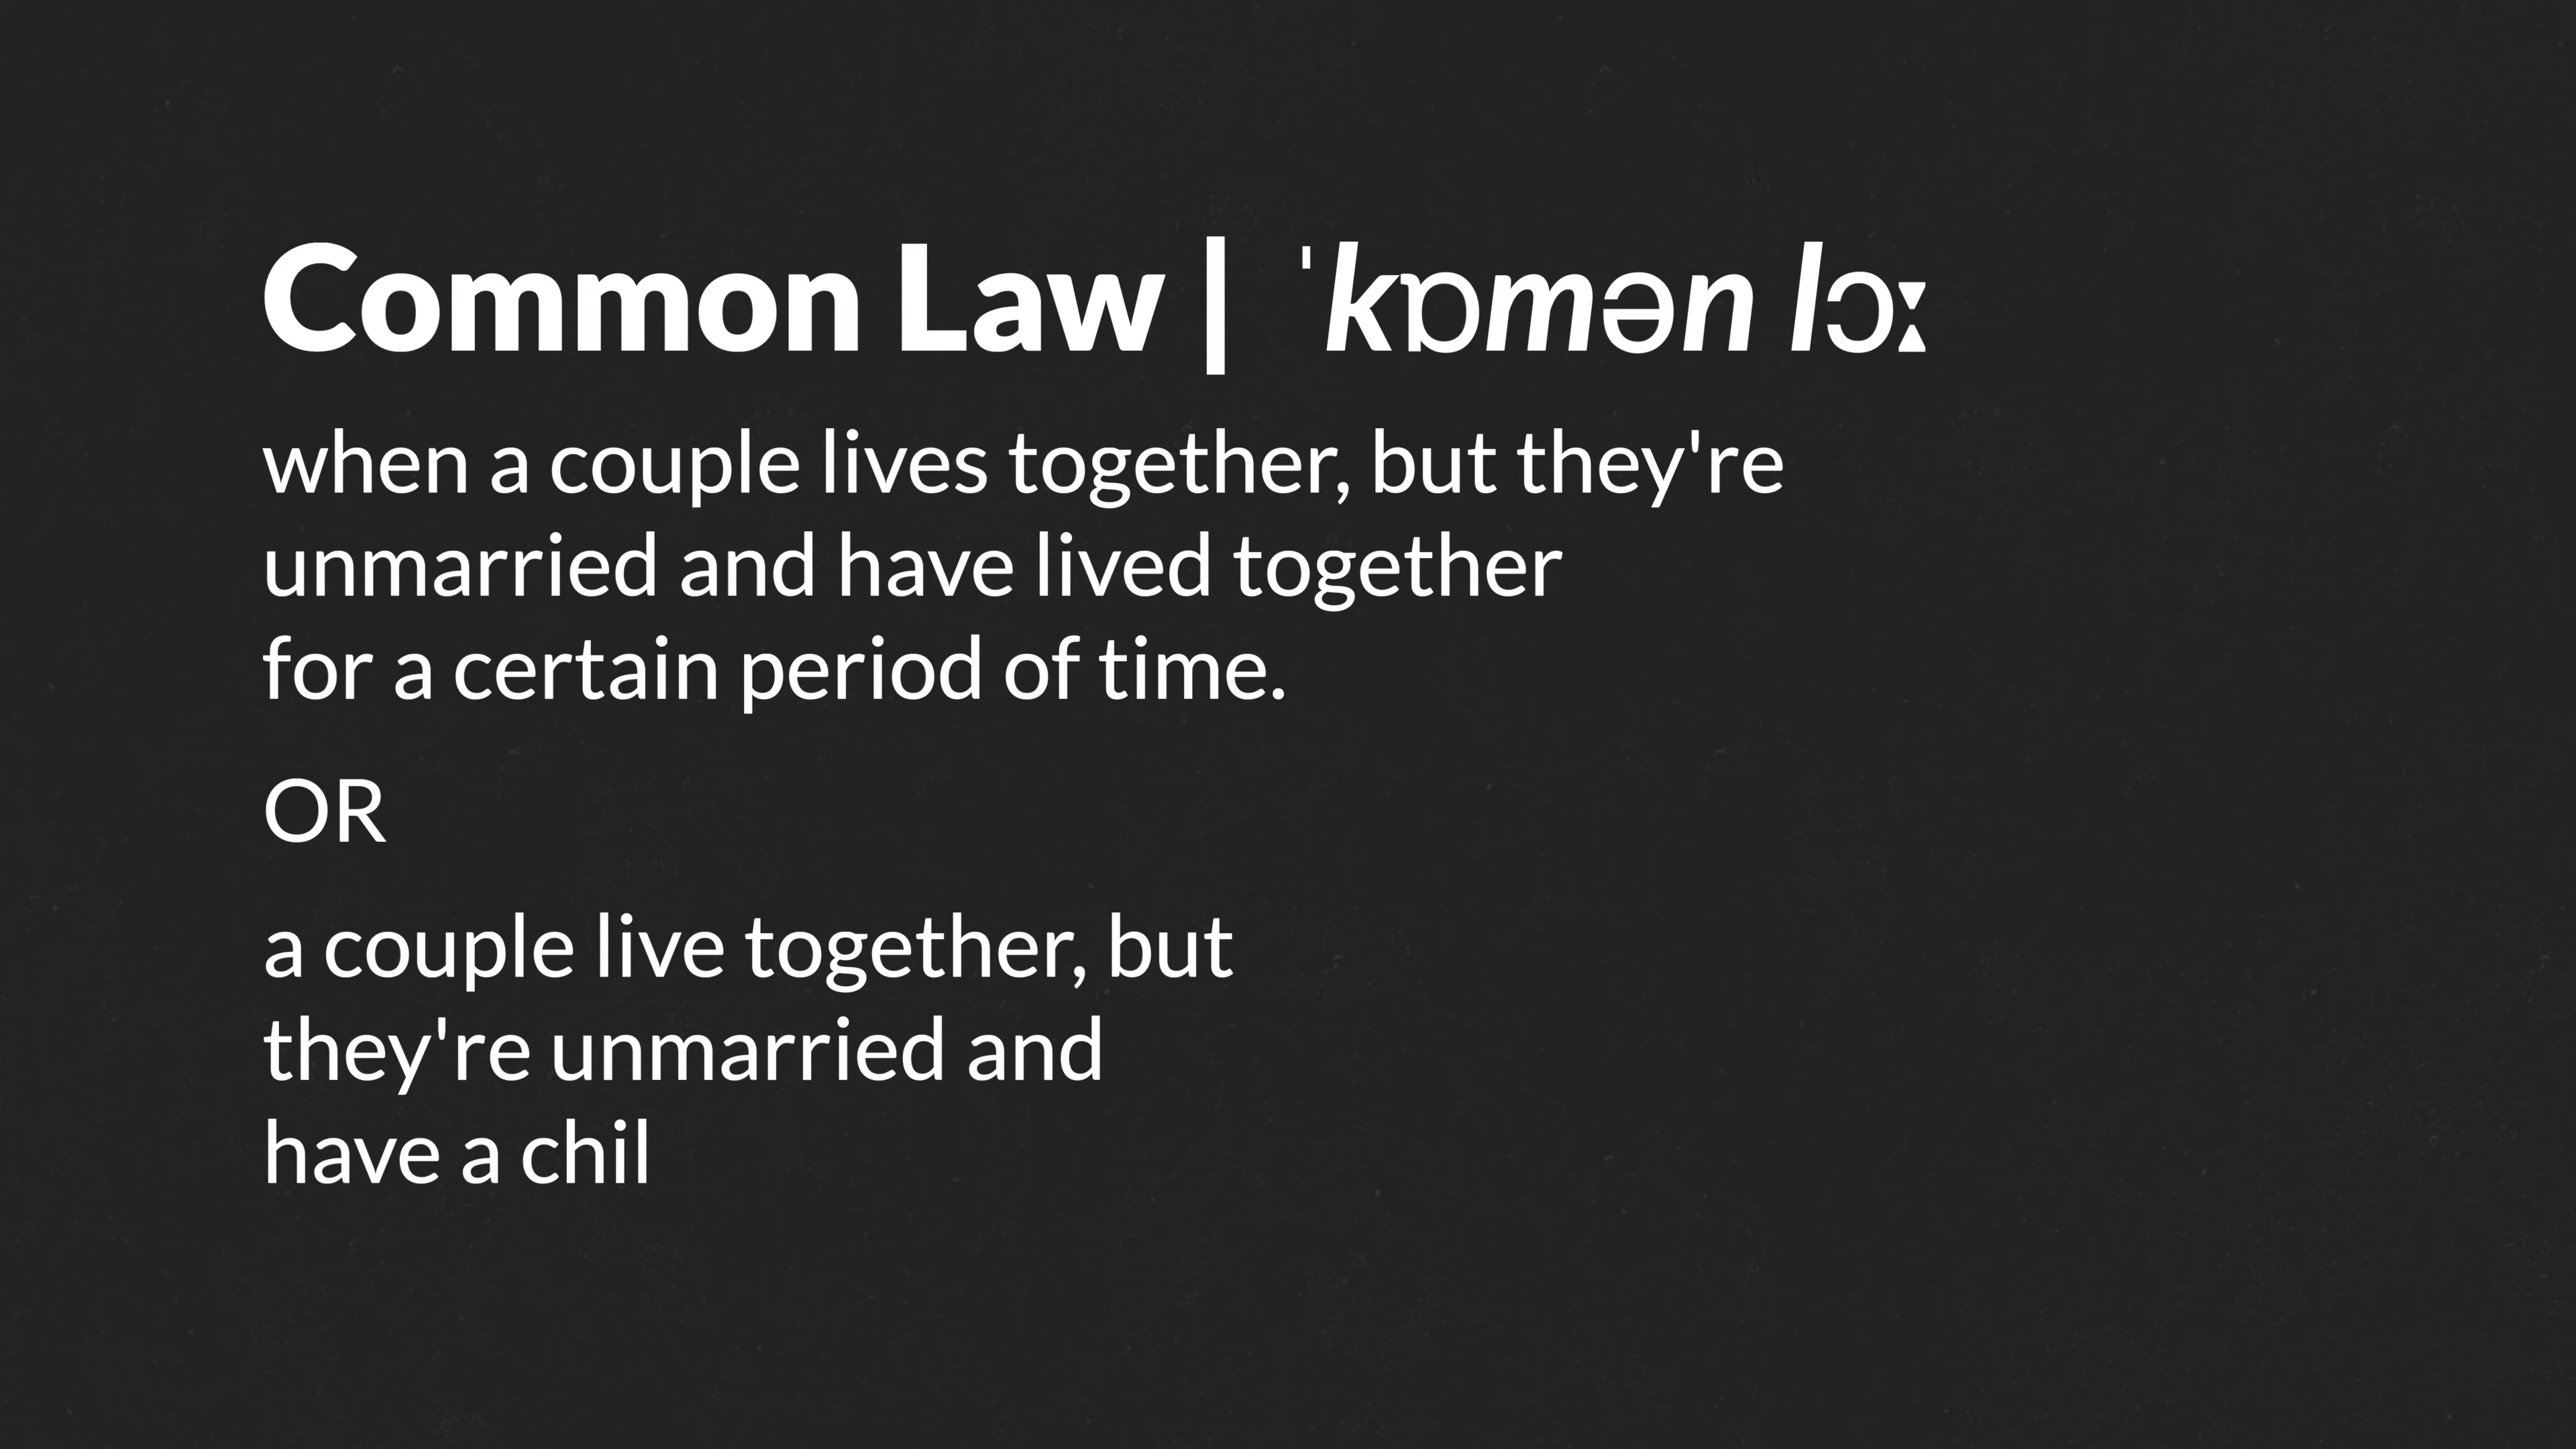 Common Law | ˈkɒmən lɔː
when a couple lives together, but they're
unmarried and have lived together
for a certain period of time.
OR
a couple live together, but
they're unmarried and
have a chil